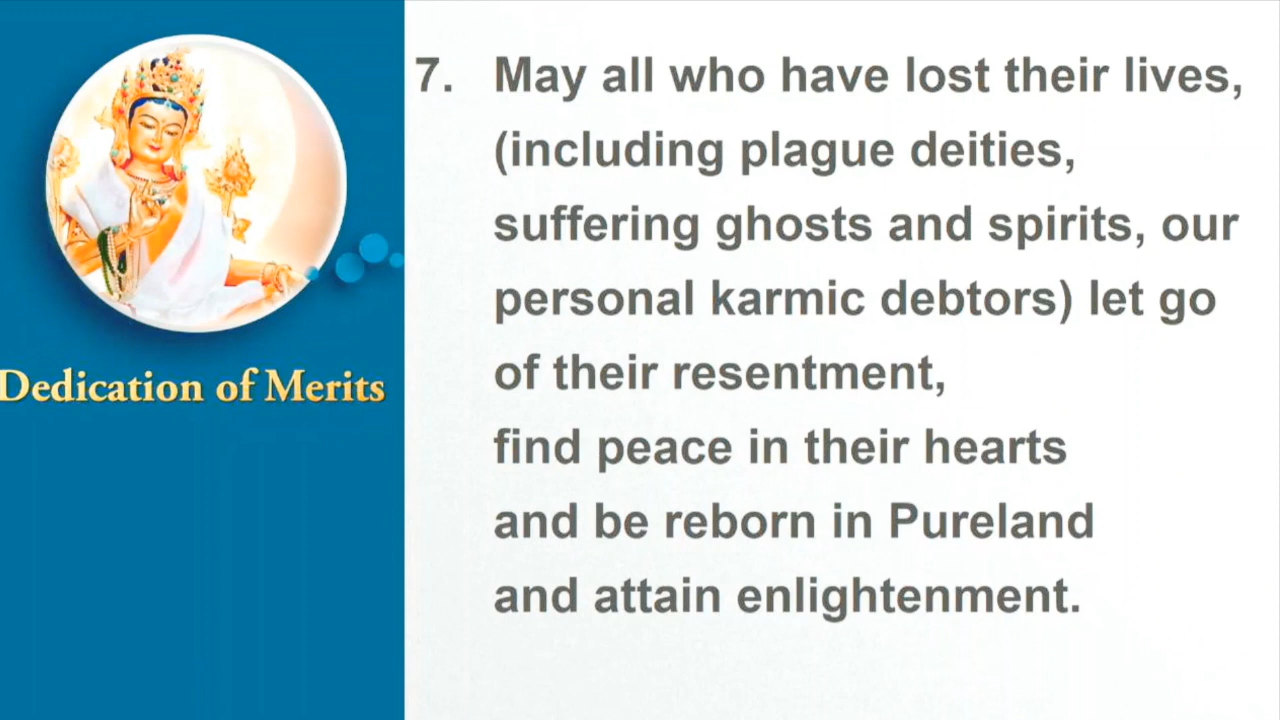 Dedication of Merits
7. May all who have lost their lives,
(including plague deities,
suffering ghosts and spirits, our
personal karmic debtors) let go
of their resentment,
find peace in their hearts
and be reborn in Pureland
and attain enlightenment.